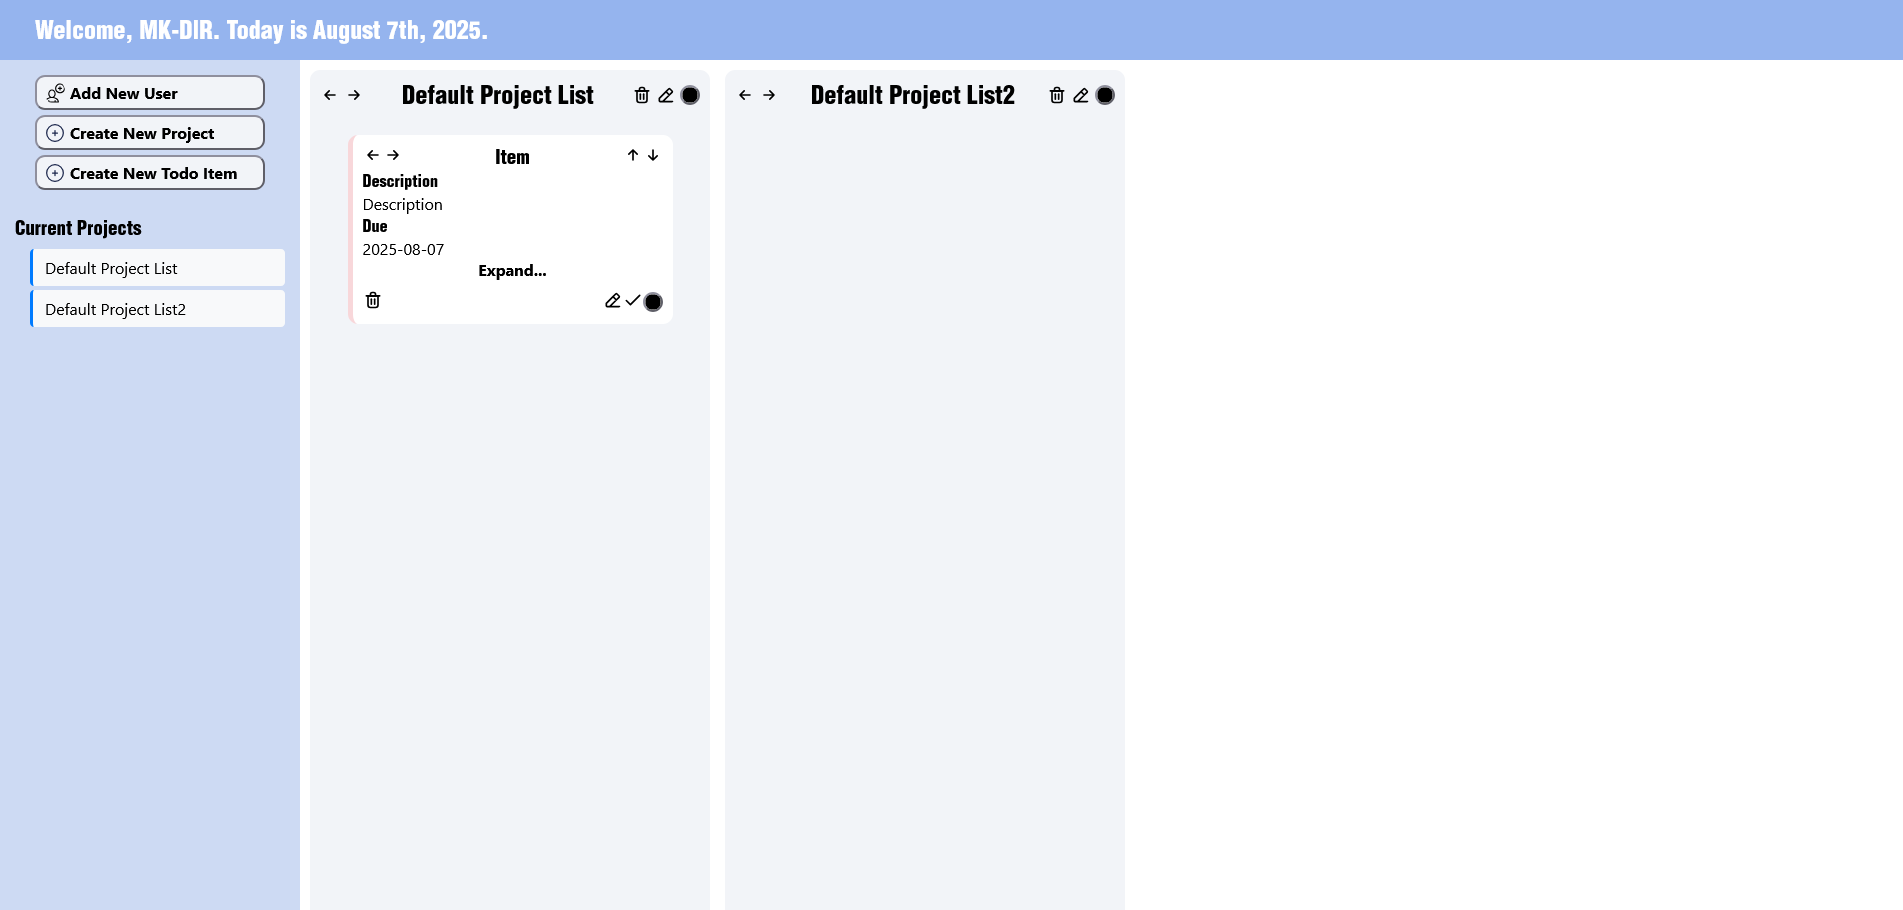 Welcome, MK-DIR. Today is August 7th, 2025.
Add New User
Create New Project
Create New Todo Item
Current Projects
Default Project List
Default Project List2
Default Project List
Item
Description
Description
Due
2025-08-07
Expand...
Default Project List2